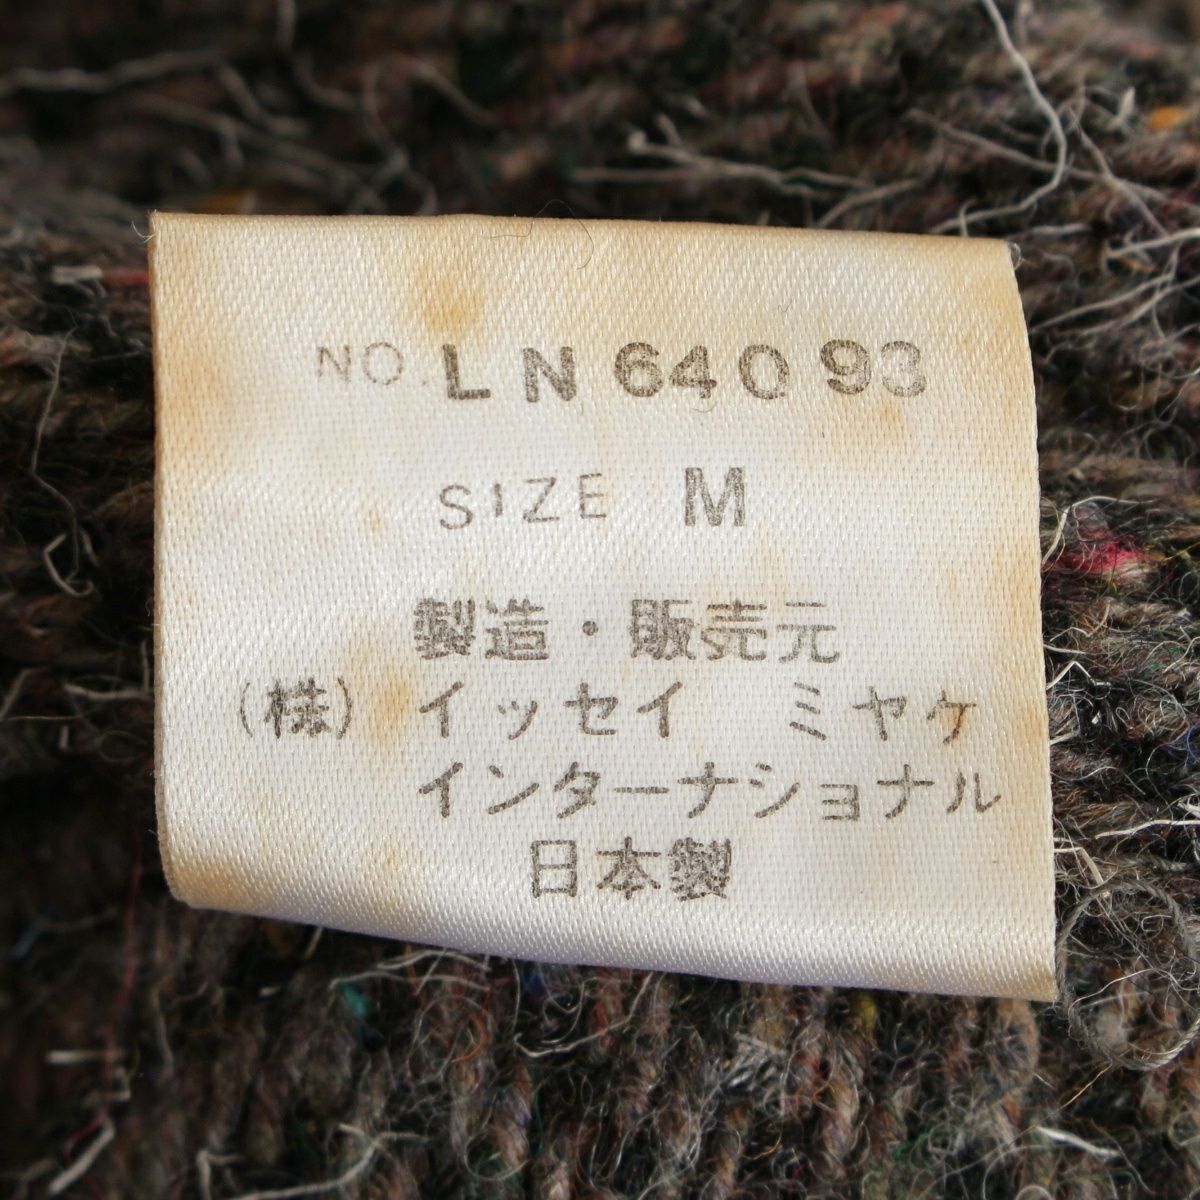 NO. LN640 93
SIZE M
製造・販売元
(株) イッセイ ミヤケ
インターナショナル
日本製